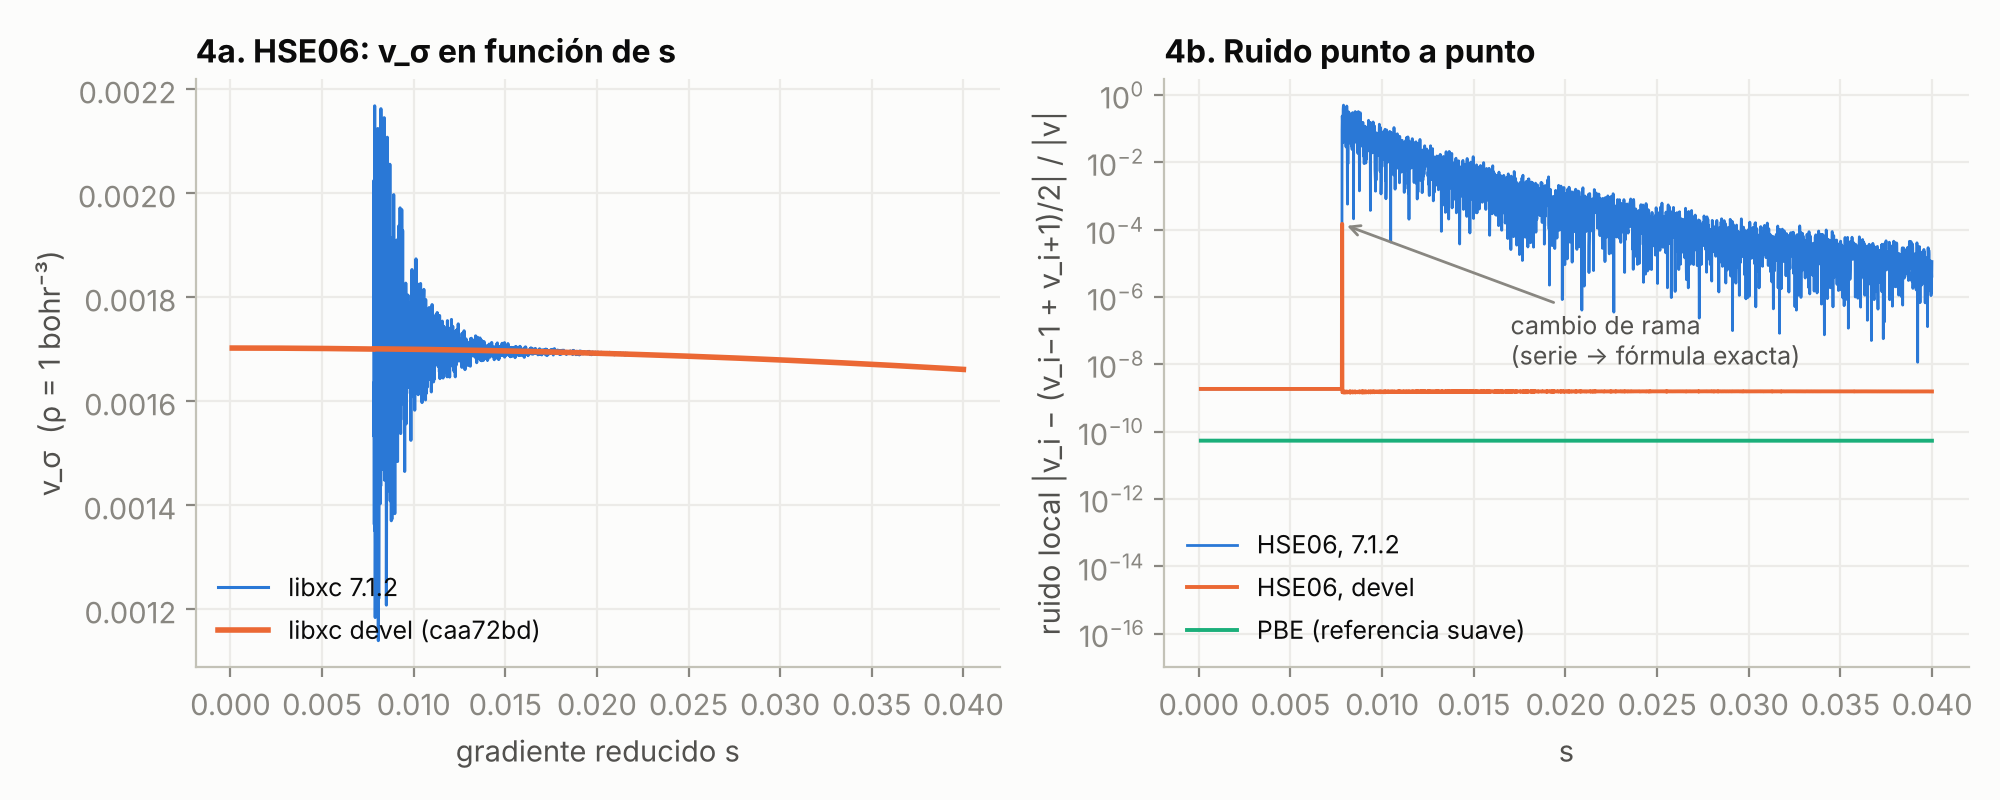 4a. HSE06: v_σ en función de s
0.0022
0.0020
0.0018
0.0016
0.0014
0.0012
v_σ (ρ = 1 bohr⁻³)
libxc 7.1.2
libxc devel (caa72bd)
0.000 0.005 0.010 0.015 0.020 0.025 0.030 0.035 0.040
gradiente reducido s
4b. Ruido punto a punto
10⁰
10⁻²
10⁻⁴
10⁻⁶
10⁻⁸
10⁻¹⁰
10⁻¹²
10⁻¹⁴
10⁻¹⁶
ruido local |v_i − (v_i−1 + v_i+1)/2| / |v|
cambio de rama
(serie → fórmula exacta)
HSE06, 7.1.2
HSE06, devel
PBE (referencia suave)
0.000 0.005 0.010 0.015 0.020 0.025 0.030 0.035 0.040
s